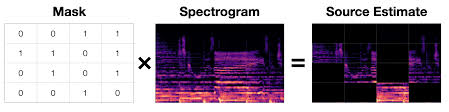 Mask
Spectrogram
Source Estimate
0 0 1 1
1 1 0 1
0 1 0 1
0 0 1 0
×
=